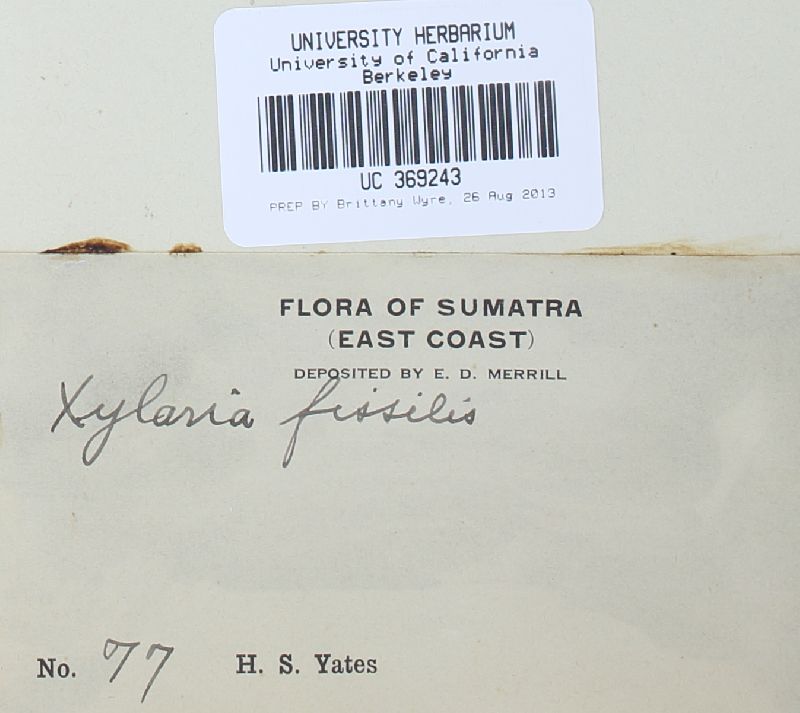 UNIVERSITY HERBARIUM
University of California
Berkeley
UC 369243
PREP BY Brittany Wyre, 26 Aug 2013
FLORA OF SUMATRA
(EAST COAST)
DEPOSITED BY E. D. MERRILL
Xylaria fissilis
No. 77 H. S. Yates